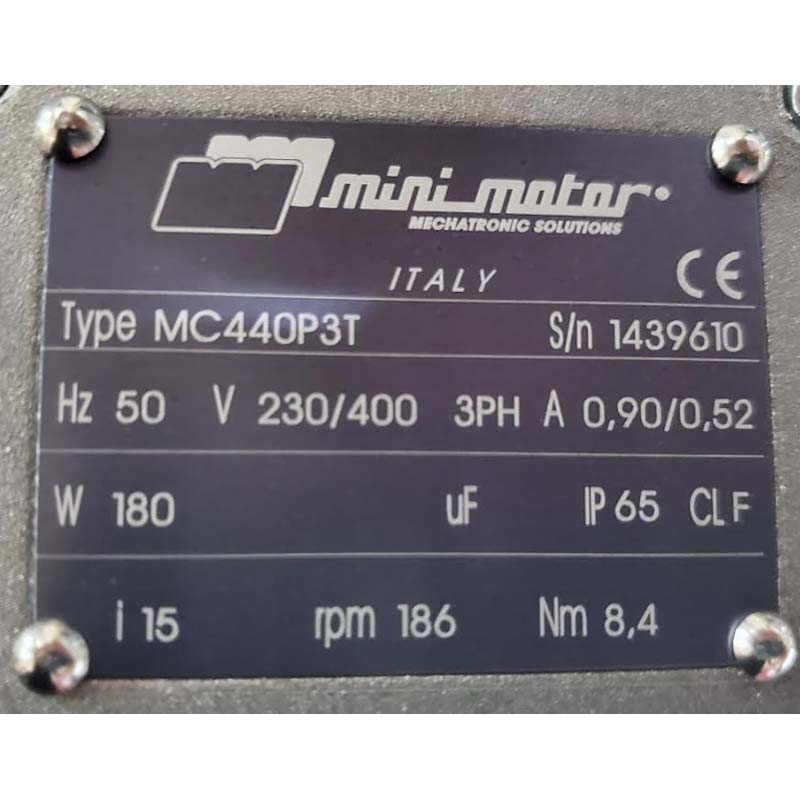 mini motor®
MECHATRONIC SOLUTIONS
ITALY CE
Type MC440P3T S/n 1439610
Hz 50 V 230/400 3PH A 0,90/0,52
W 180 uF IP 65 CL F
i 15 rpm 186 Nm 8,4